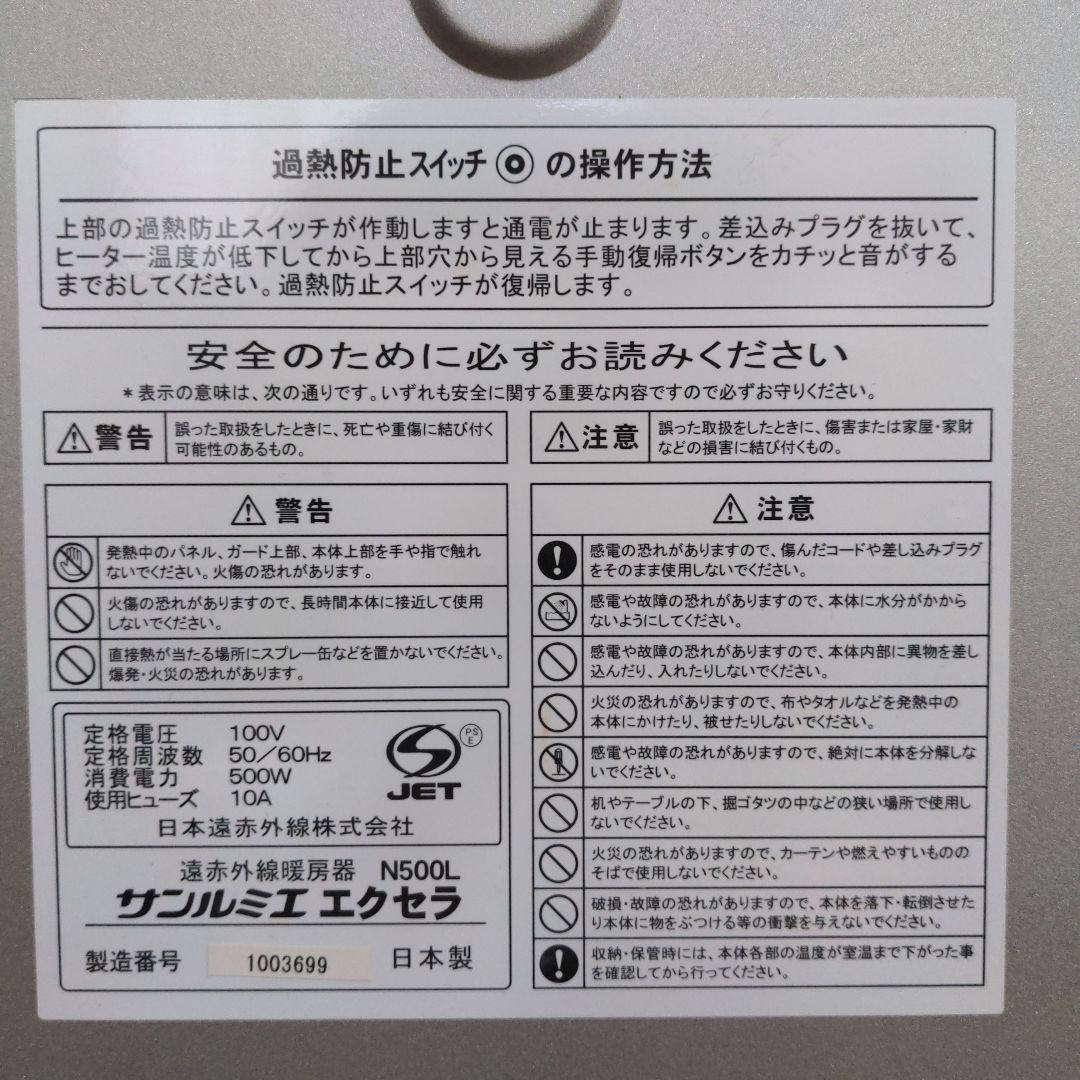 過熱防止スイッチ◉の操作方法
上部の過熱防止スイッチが作動しますと通電が止まります。差込みプラグを抜いて、
ヒーター温度が低下してから上部穴から見える手動復帰ボタンをカチッと音がする
までおしてください。過熱防止スイッチが復帰します。
安全のために必ずお読みください
*表示の意味は、次の通りです。いずれも安全に関する重要な内容ですので必ずお守りください。
⚠警告
誤った取扱をしたときに、死亡や重傷に結び付く
可能性のあるもの。
⚠注意
誤った取扱をしたときに、傷害または家屋・家財
などの損害に結び付くもの。
⚠ 警告
発熱中のパネル、ガード上部、本体上部を手や指で触れ
ないでください。火傷の恐れがあります。
火傷の恐れがありますので、長時間本体に接近して使用
しないでください。
直接熱が当たる場所にスプレー缶などを置かないでください。
爆発・火災の恐れがあります。
定格電圧 100V
定格周波数 50/60Hz
消費電力 500W
使用ヒューズ 10A
PS
E
JET
日本遠赤外線株式会社
遠赤外線暖房器 N500L
サンルミエ エクセラ
製造番号 1003699 日本製
⚠ 注意
感電の恐れがありますので、傷んだコードや差し込みプラグ
をそのまま使用しないでください。
感電や故障の恐れがありますので、本体に水分がかから
ないようにしてください。
感電や故障の恐れがありますので、本体内部に異物を差し
込んだり、入れたりしないでください。
火災の恐れがありますので、布やタオルなどを発熱中の
本体にかけたり、被せたりしないでください。
感電や故障の恐れがありますので、絶対に本体を分解しな
いでください。
机やテーブルの下、掘ゴタツの中などの狭い場所で使用し
ないでください。
火災の恐れがありますので、カーテンや燃えやすいものの
そばで使用しないでください。
破損・故障の恐れがありますので、本体を落下・転倒させた
り本体に物をぶつける等の衝撃を与えないでください。
収納・保管時には、本体各部の温度が室温まで下がった事
を確認してから行ってください。